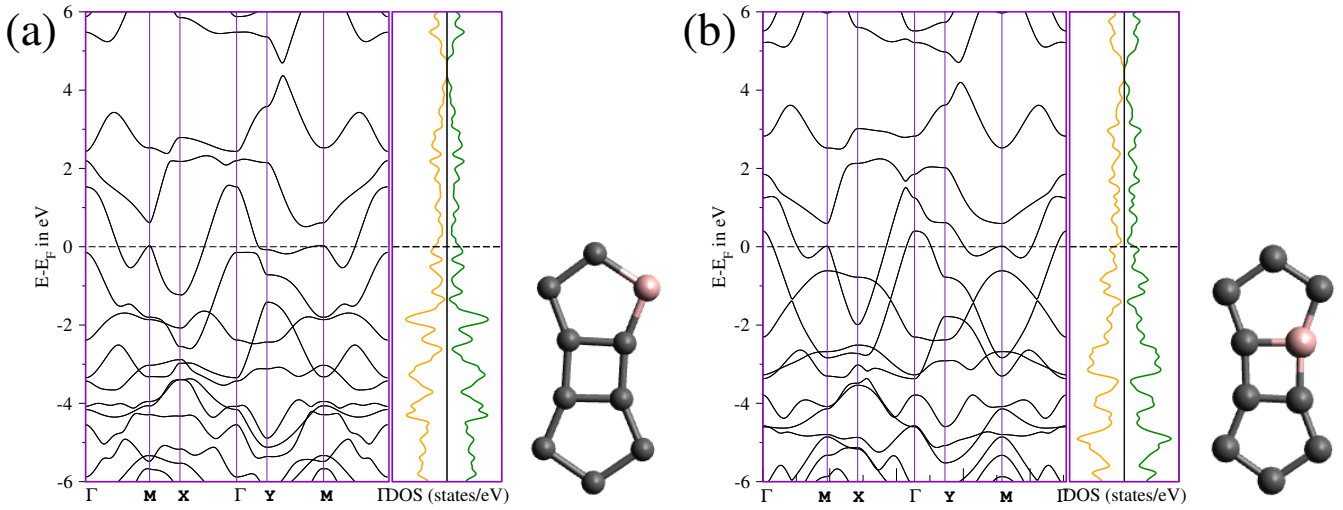 (a)
6
4
2
0
-2
-4
-6
E-E_F in eV
Γ M X Γ Y M Γ
DOS (states/eV)
(b)
6
4
2
0
-2
-4
-6
E-E_F in eV
Γ M X Γ Y M Γ
DOS (states/eV)